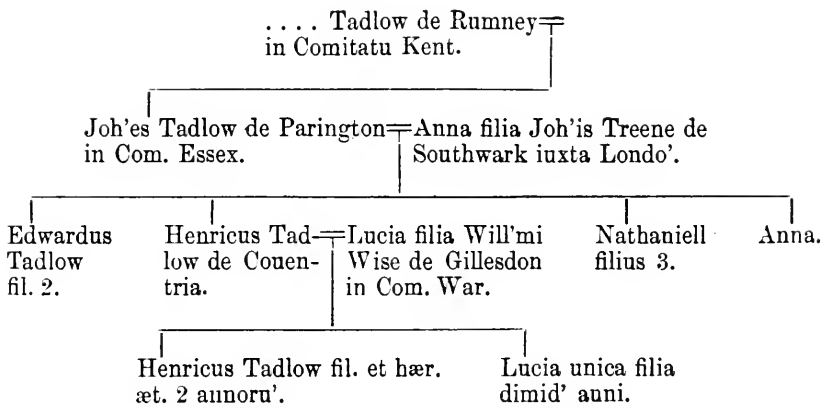 .... Tadlow de Rumney
in Comitatu Kent.
Joh'es Tadlow de Parington
in Com. Essex.
Anna filia Joh'is Treene de
Southwark iuxta Londo'.
Edwardus
Tadlow
fil. 2.
Henricus Tad-
low de Couen-
tria.
Lucia filia Will'mi
Wise de Gillesdon
in Com. War.
Nathaniell
filius 3.
Anna.
Henricus Tadlow fil. et hær.
æt. 2 annoru'.
Lucia unica filia
dimid' anni.